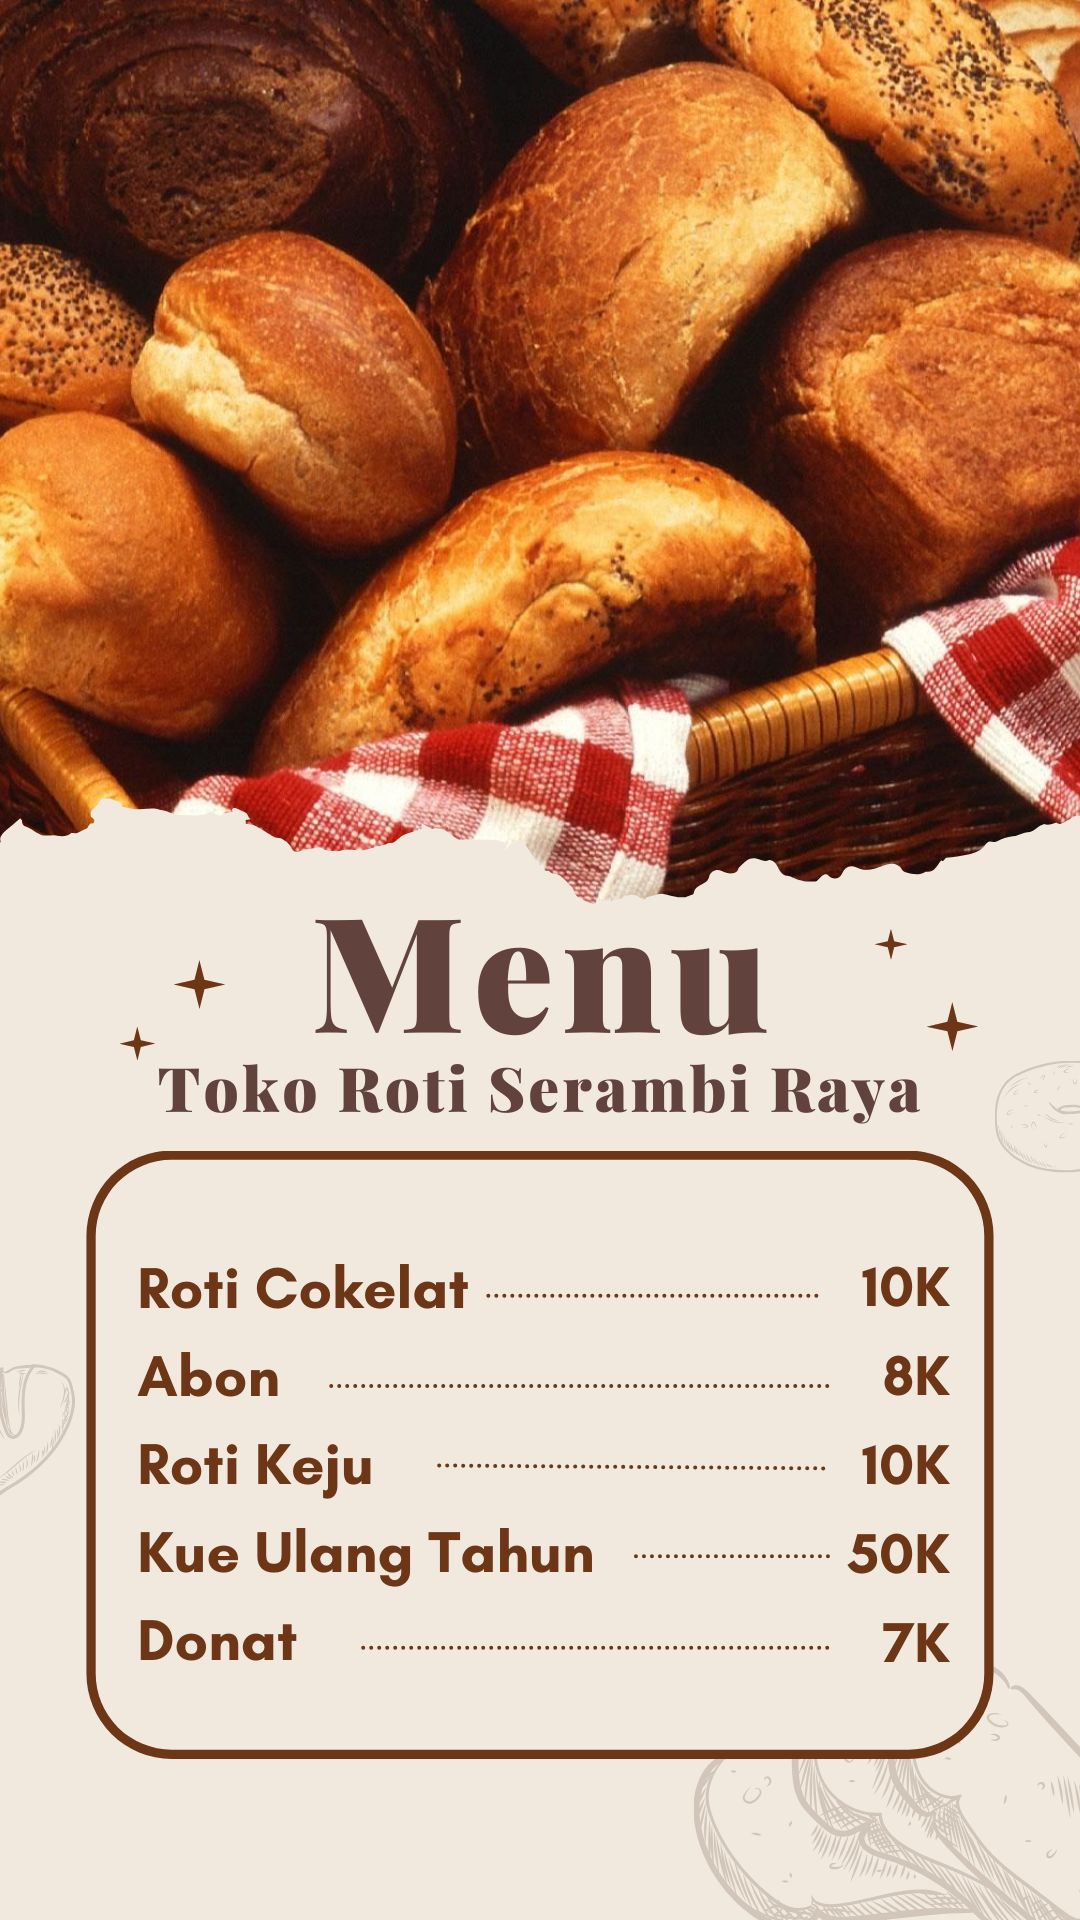 Menu
Toko Roti Serambi Raya
Roti Cokelat ........................................ 10K
Abon ........................................ 8K
Roti Keju ........................................ 10K
Kue Ulang Tahun ........................................ 50K
Donat ........................................ 7K